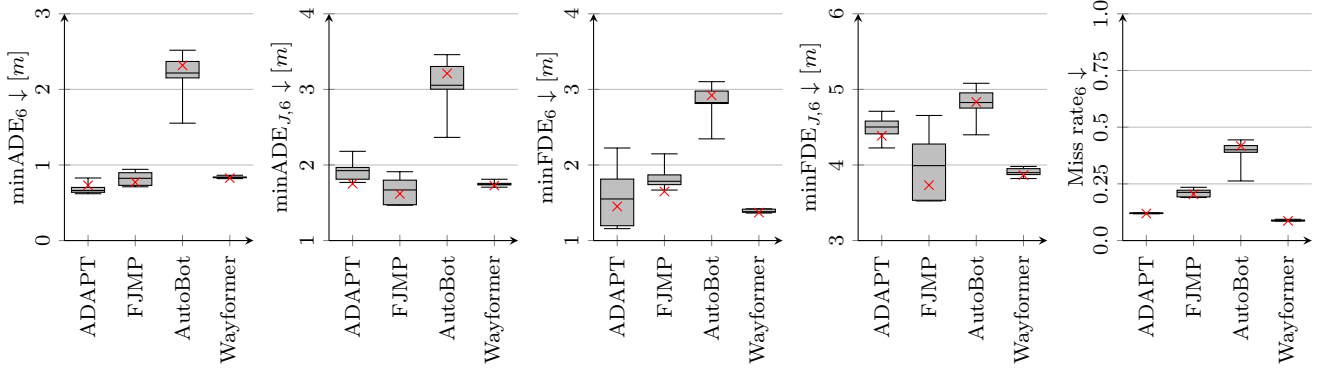 minADE₆ ↓ [m]
3
2
1
0
ADAPT
FJMP
AutoBot
Wayformer
minADE_{J,6} ↓ [m]
4
3
2
1
ADAPT
FJMP
AutoBot
Wayformer
minFDE₆ ↓ [m]
4
3
2
1
ADAPT
FJMP
AutoBot
Wayformer
minFDE_{J,6} ↓ [m]
6
5
4
3
ADAPT
FJMP
AutoBot
Wayformer
Miss rate₆ ↓
1.0
0.75
0.5
0.25
0.0
ADAPT
FJMP
AutoBot
Wayformer